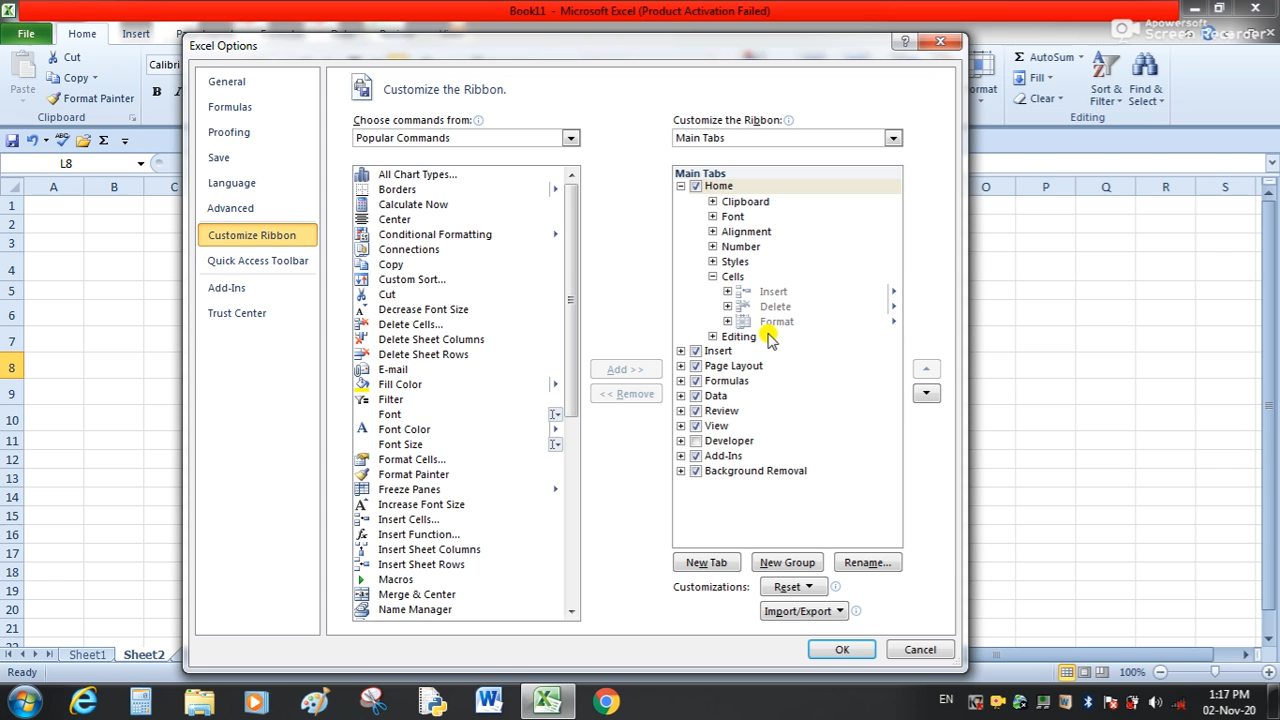 Book11 - Microsoft Excel (Product Activation Failed)
File Home Insert
Apowersoft
Screen Recorder
Cut
Copy
Format Painter
Paste
Clipboard
Calibri
B
AutoSum
Fill
Clear
Sort & Filter
Find & Select
Editing
L8
A B C O P Q R S
1
2
3
4
5
6
7
8
9
10
11
12
13
14
15
16
17
18
19
20
21
Excel Options
General
Formulas
Proofing
Save
Language
Advanced
Customize Ribbon
Quick Access Toolbar
Add-Ins
Trust Center
Customize the Ribbon.
Choose commands from:
Popular Commands
All Chart Types...
Borders
Calculate Now
Center
Conditional Formatting
Connections
Copy
Custom Sort...
Cut
Decrease Font Size
Delete Cells...
Delete Sheet Columns
Delete Sheet Rows
E-mail
Fill Color
Filter
Font
Font Color
Font Size
Format Cells...
Format Painter
Freeze Panes
Increase Font Size
Insert Cells...
Insert Function...
Insert Sheet Columns
Insert Sheet Rows
Macros
Merge & Center
Name Manager
Add >>
<< Remove
Customize the Ribbon:
Main Tabs
Main Tabs
Home
Clipboard
Font
Alignment
Number
Styles
Cells
Insert
Delete
Format
Editing
Insert
Page Layout
Formulas
Data
Review
View
Developer
Add-Ins
Background Removal
New Tab New Group Rename...
Customizations: Reset
Import/Export
OK Cancel
Sheet1 Sheet2
Ready
100%
EN
1:17 PM
02-Nov-20